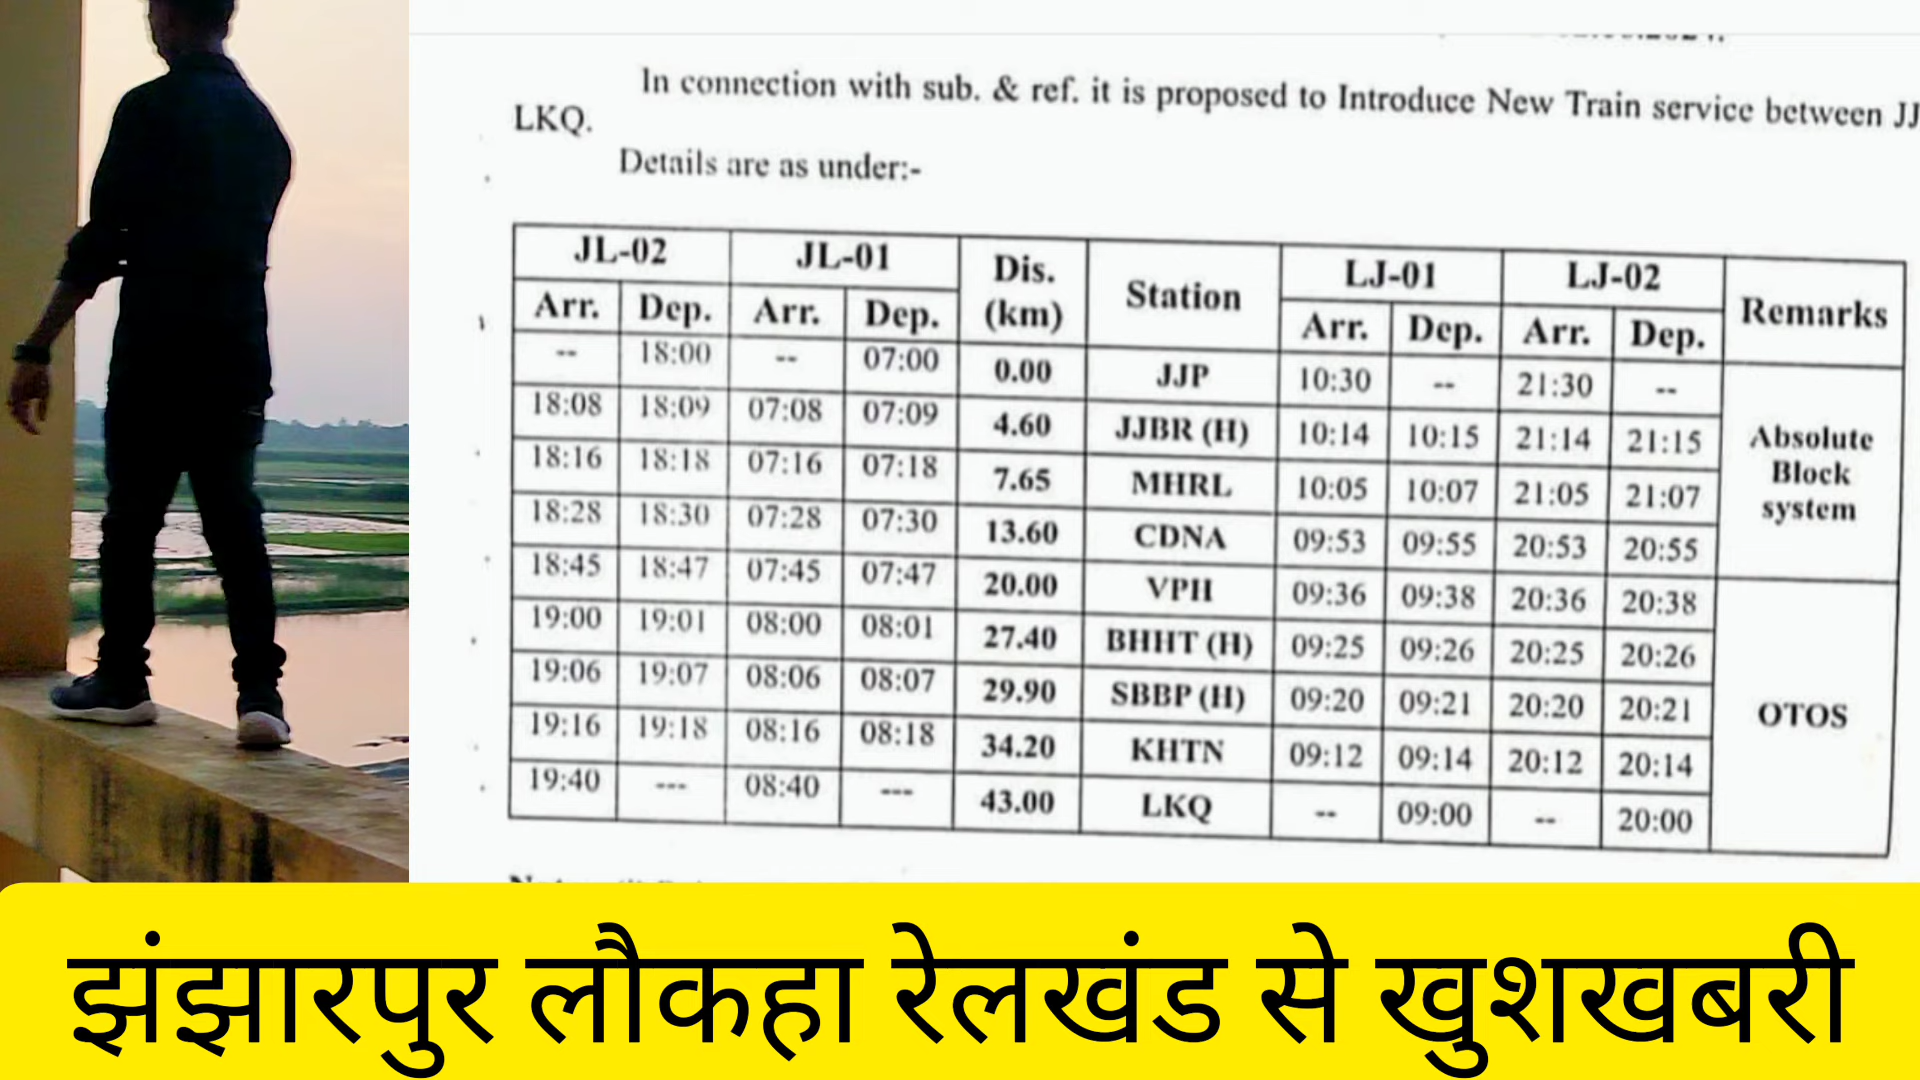 In connection with sub. & ref. it is proposed to Introduce New Train service between
LKQ.
Details are as under:-
JL-02 JL-01 Dis. (km) Station LJ-01 LJ-02 Remarks
Arr. Dep. Arr. Dep. Arr. Dep. Arr. Dep.
-- 18:00 -- 07:00 0.00 JJP 10:30 -- 21:30 --
18:08 18:09 07:08 07:09 4.60 JJBR (H) 10:14 10:15 21:14 21:15
18:16 18:18 07:16 07:18 7.65 MHRL 10:05 10:07 21:05 21:07
18:28 18:30 07:28 07:30 13.60 CDNA 09:53 09:55 20:53 20:55
Absolute Block system
18:45 18:47 07:45 07:47 20.00 VPH 09:36 09:38 20:36 20:38
19:00 19:01 08:00 08:01 27.40 BHHT (H) 09:25 09:26 20:25 20:26
19:06 19:07 08:06 08:07 29.90 SBBP (H) 09:20 09:21 20:20 20:21
19:16 19:18 08:16 08:18 34.20 KHTN 09:12 09:14 20:12 20:14
19:40 --- 08:40 --- 43.00 LKQ -- 09:00 -- 20:00
OTOS
झंझारपुर लौकहा रेलखंड से खुशखबरी